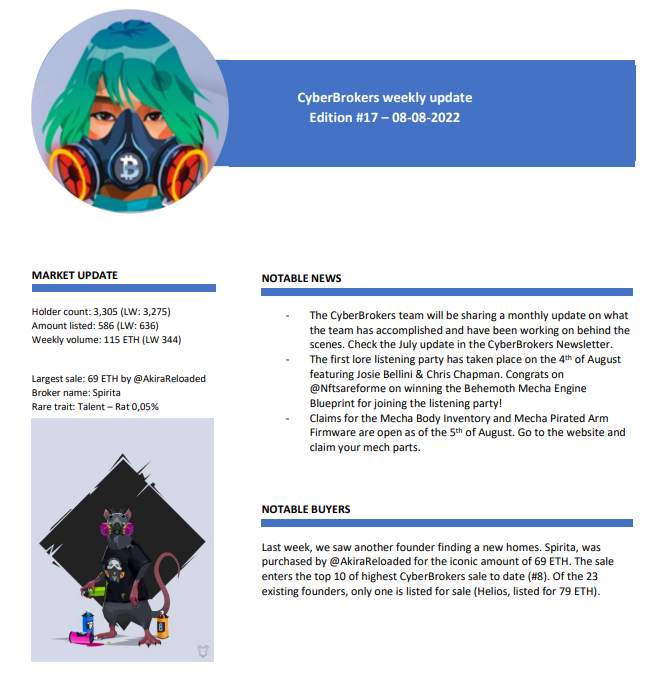 CyberBrokers weekly update
Edition #17 – 08-08-2022
MARKET UPDATE
Holder count: 3,305 (LW: 3,275)
Amount listed: 586 (LW: 636)
Weekly volume: 115 ETH (LW 344)
Largest sale: 69 ETH by @AkiraReloaded
Broker name: Spirita
Rare trait: Talent – Rat 0,05%
NOTABLE NEWS
- The CyberBrokers team will be sharing a monthly update on what
the team has accomplished and have been working on behind the
scenes. Check the July update in the CyberBrokers Newsletter.
- The first lore listening party has taken place on the 4th of August
featuring Josie Bellini & Chris Chapman. Congrats on
@Nftsareforme on winning the Behemoth Mecha Engine
Blueprint for joining the listening party!
- Claims for the Mecha Body Inventory and Mecha Pirated Arm
Firmware are open as of the 5th of August. Go to the website and
claim your mech parts.
NOTABLE BUYERS
Last week, we saw another founder finding a new homes. Spirita, was
purchased by @AkiraReloaded for the iconic amount of 69 ETH. The sale
enters the top 10 of highest CyberBrokers sale to date (#8). Of the 23
existing founders, only one is listed for sale (Helios, listed for 79 ETH).